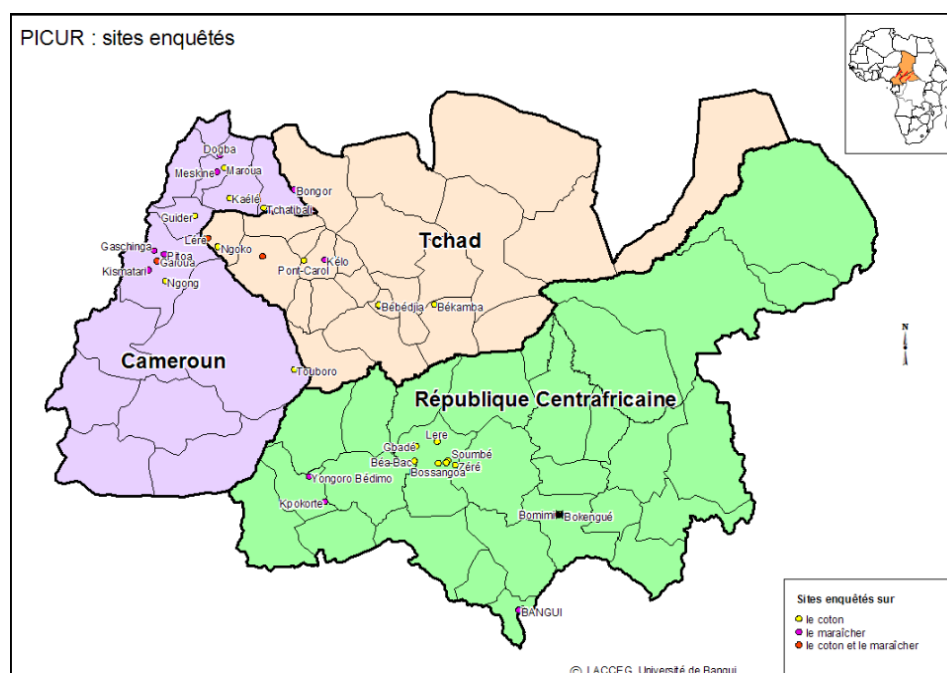 PICUR : sites enquêtés
Dogba
Maroua
Meskine
Kaélé
Bongor
Tchatibali
Guider
Léré
Ngoko
Gaschinga
Pitoa
Garoua
Kismatari
Ngong
Pont-Carol
Kélo
Tchad
Bébédjia
Békamba
Cameroun
Touboro
République Centrafricaine
Lere
Gbadé
Soumbé
Béa-Bac
Bossangoa
Zéré
Yongoro Bédimo
Kpokorte
Bomimi
Bokengué
BANGUI
N
Sites enquêtés sur
le coton
le maraîcher
le coton et le maraîcher
© LACCEG, Université de Bangui